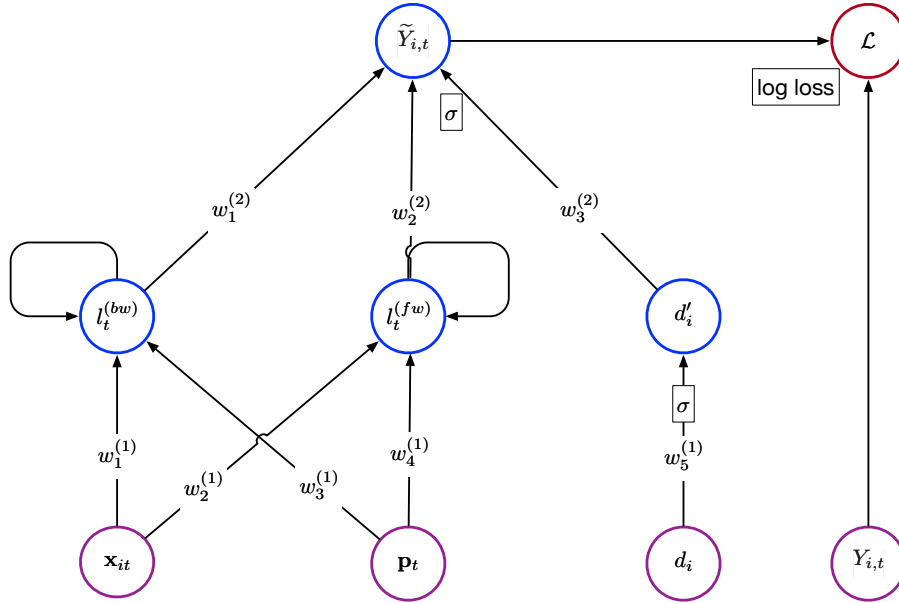 Ỹ_{i,t}
ℒ
log loss
σ
w_1^{(2)}
w_2^{(2)}
w_3^{(2)}
l_t^{(bw)}
l_t^{(fw)}
d'_i
σ
w_1^{(1)}
w_2^{(1)}
w_3^{(1)}
w_4^{(1)}
w_5^{(1)}
x_{it}
p_t
d_i
Y_{i,t}